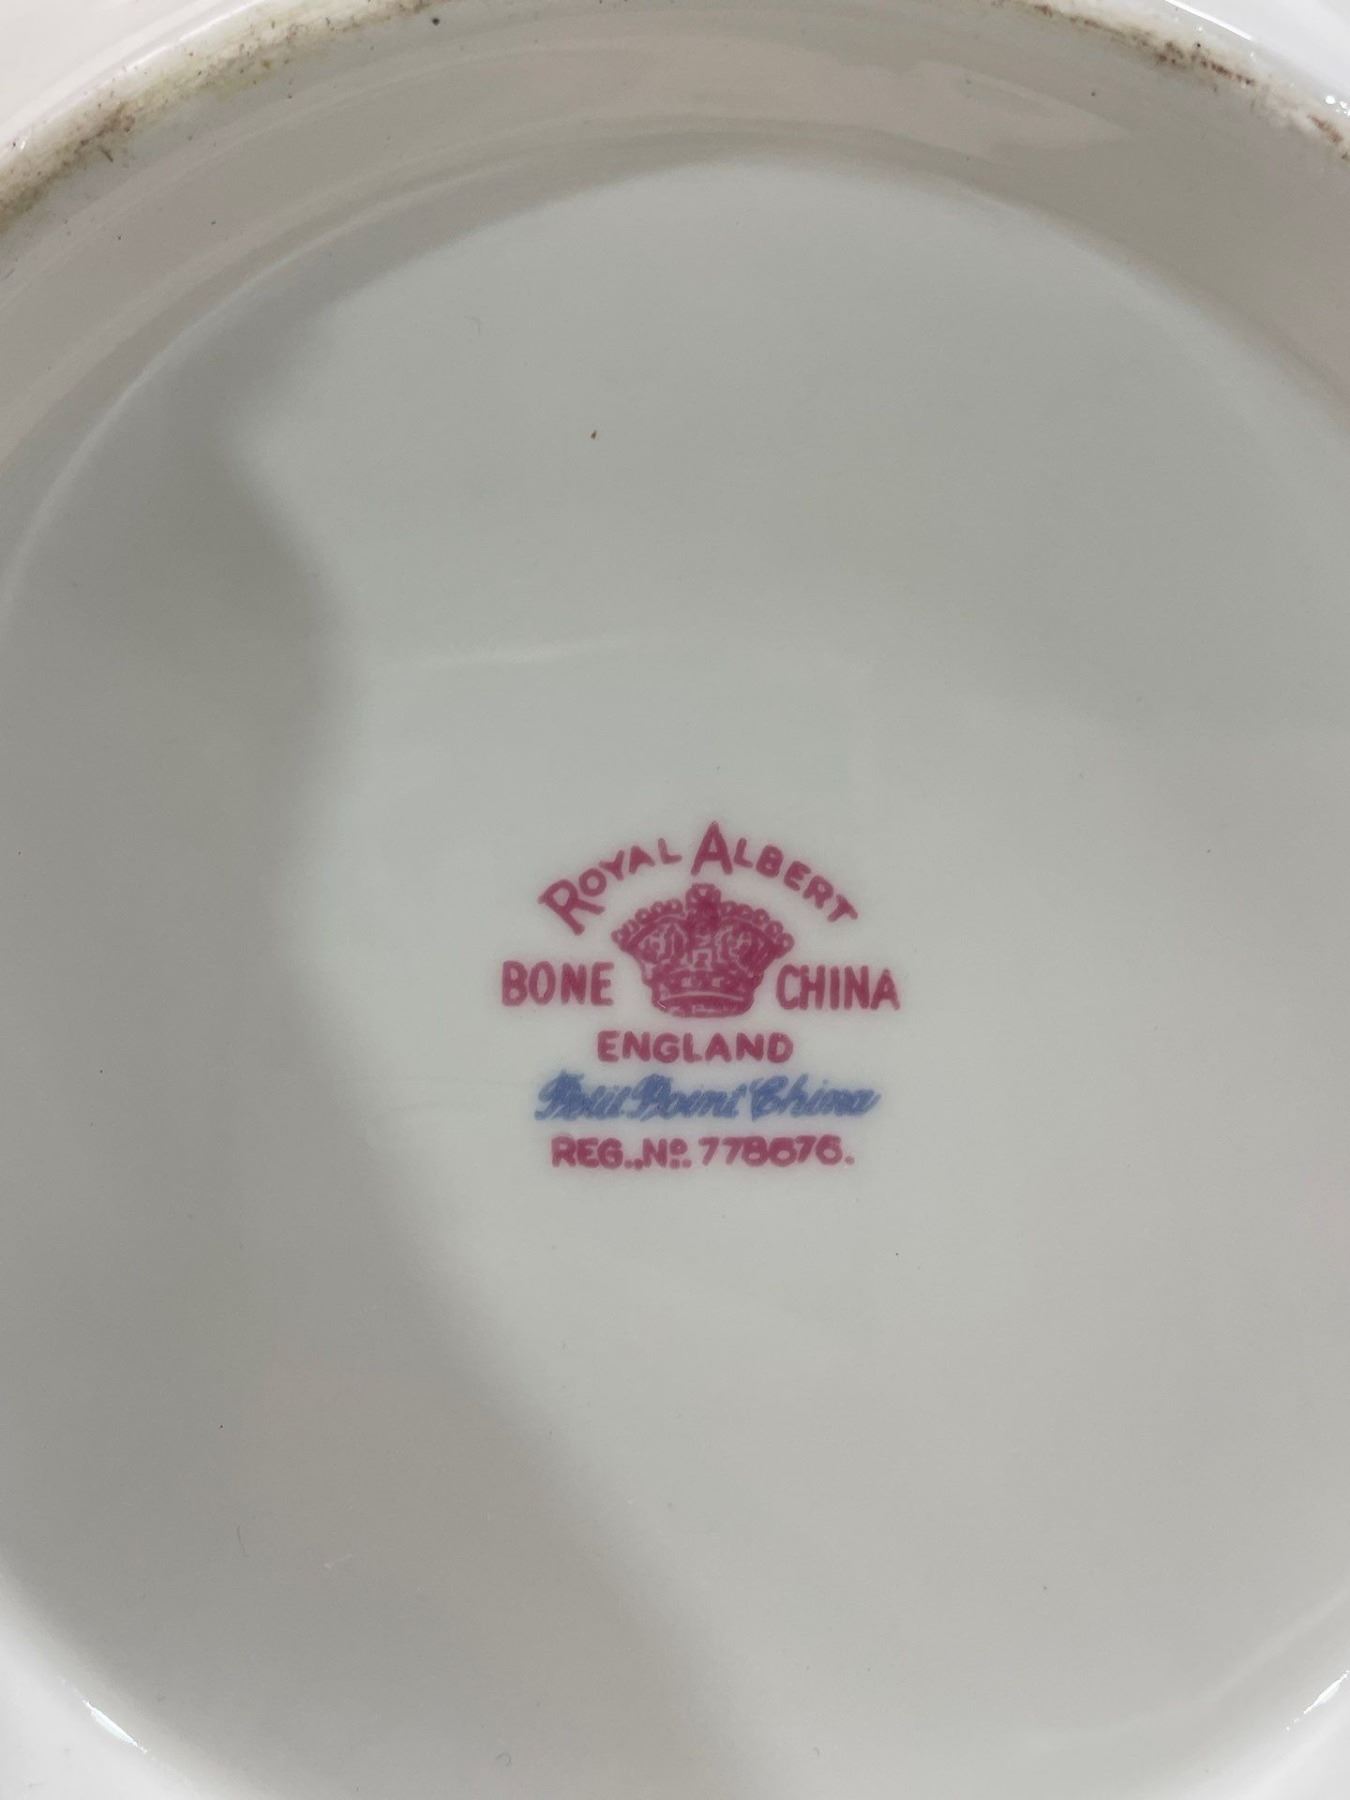 ROYAL ALBERT
BONE CHINA
ENGLAND
Petit Point China
REG., No. 778676.